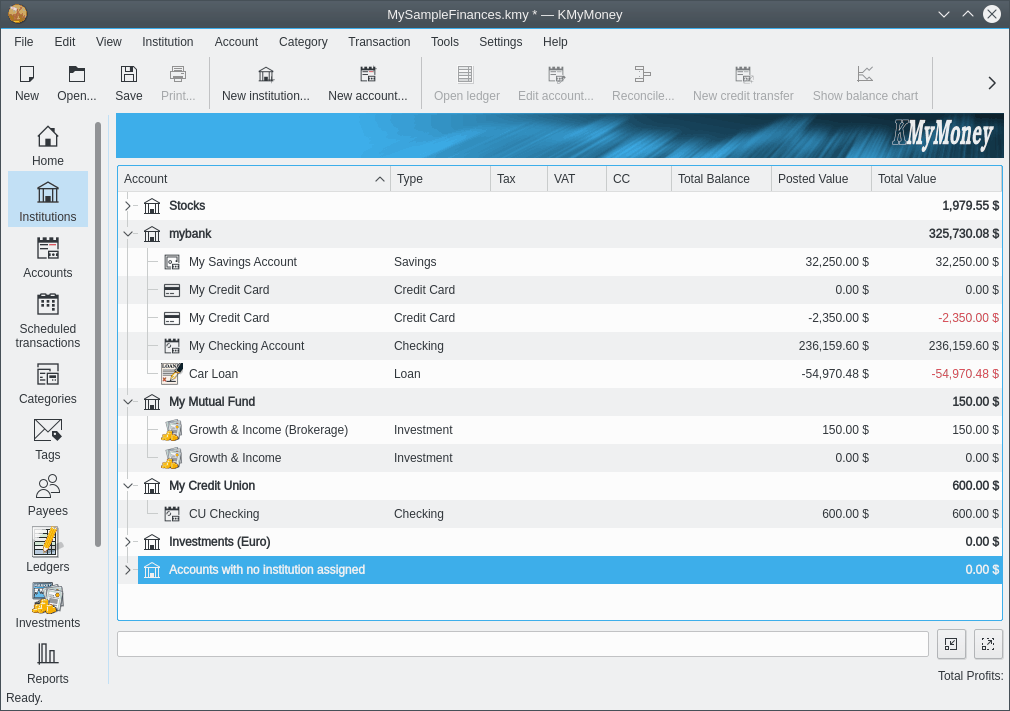 MySampleFinances.kmy * — KMyMoney
File Edit View Institution Account Category Transaction Tools Settings Help
New Open... Save Print... New institution... New account... Open ledger Edit account... Reconcile... New credit transfer Show balance chart
KMyMoney
Home
Institutions
Accounts
Scheduled
transactions
Categories
Tags
Payees
Ledgers
Investments
Reports
Account Type Tax VAT CC Total Balance Posted Value Total Value
Stocks 1,979.55 $
mybank 325,730.08 $
My Savings Account Savings 32,250.00 $ 32,250.00 $
My Credit Card Credit Card 0.00 $ 0.00 $
My Credit Card Credit Card -2,350.00 $ -2,350.00 $
My Checking Account Checking 236,159.60 $ 236,159.60 $
LOAN Car Loan Loan -54,970.48 $ -54,970.48 $
My Mutual Fund 150.00 $
Growth & Income (Brokerage) Investment 150.00 $ 150.00 $
Growth & Income Investment 0.00 $ 0.00 $
My Credit Union 600.00 $
CU Checking Checking 600.00 $ 600.00 $
Investments (Euro) 0.00 $
Accounts with no institution assigned 0.00 $
Total Profits:
Ready.